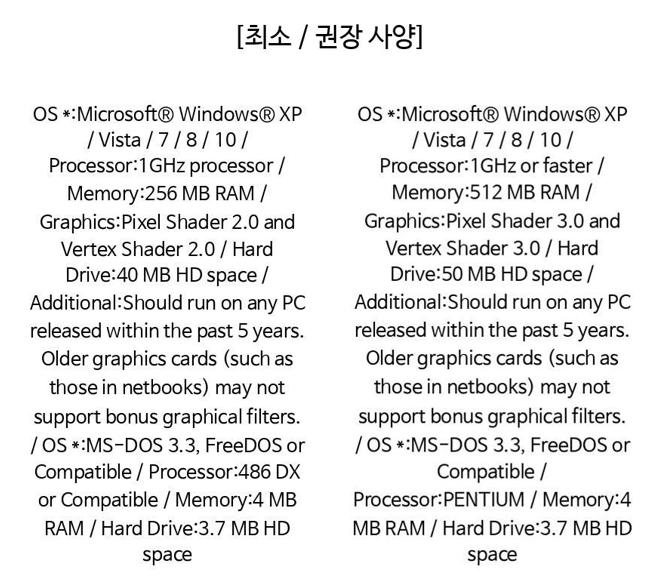 [최소 / 권장 사양]
OS *:Microsoft® Windows® XP
/ Vista / 7 / 8 / 10 /
Processor:1GHz processor /
Memory:256 MB RAM /
Graphics:Pixel Shader 2.0 and
Vertex Shader 2.0 / Hard
Drive:40 MB HD space /
Additional:Should run on any PC
released within the past 5 years.
Older graphics cards (such as
those in netbooks) may not
support bonus graphical filters.
/ OS *:MS-DOS 3.3, FreeDOS or
Compatible / Processor:486 DX
or Compatible / Memory:4 MB
RAM / Hard Drive:3.7 MB HD
space
OS *:Microsoft® Windows® XP
/ Vista / 7 / 8 / 10 /
Processor:1GHz or faster /
Memory:512 MB RAM /
Graphics:Pixel Shader 3.0 and
Vertex Shader 3.0 / Hard
Drive:50 MB HD space /
Additional:Should run on any PC
released within the past 5 years.
Older graphics cards (such as
those in netbooks) may not
support bonus graphical filters.
/ OS *:MS-DOS 3.3, FreeDOS or
Compatible /
Processor:PENTIUM / Memory:4
MB RAM / Hard Drive:3.7 MB HD
space